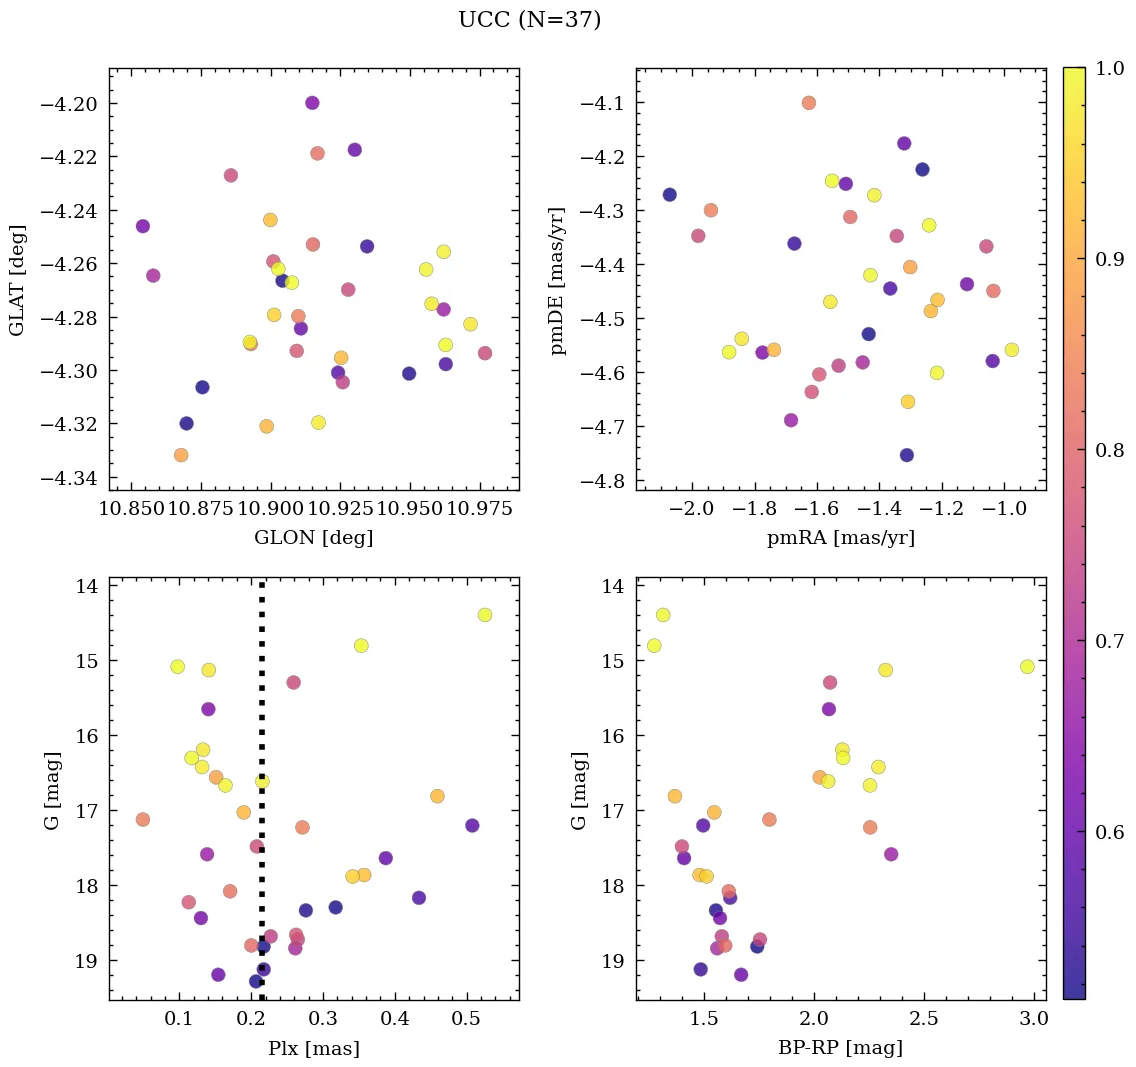 UCC (N=37)
−4.20
−4.22
−4.24
−4.26
−4.28
−4.30
−4.32
−4.34
GLAT [deg]
10.850 10.875 10.900 10.925 10.950 10.975
GLON [deg]
−4.1
−4.2
−4.3
−4.4
−4.5
−4.6
−4.7
−4.8
pmDE [mas/yr]
−2.0 −1.8 −1.6 −1.4 −1.2 −1.0
pmRA [mas/yr]
14
15
16
17
18
19
G [mag]
0.1 0.2 0.3 0.4 0.5
Plx [mas]
14
15
16
17
18
19
G [mag]
1.5 2.0 2.5 3.0
BP-RP [mag]
1.0
0.9
0.8
0.7
0.6